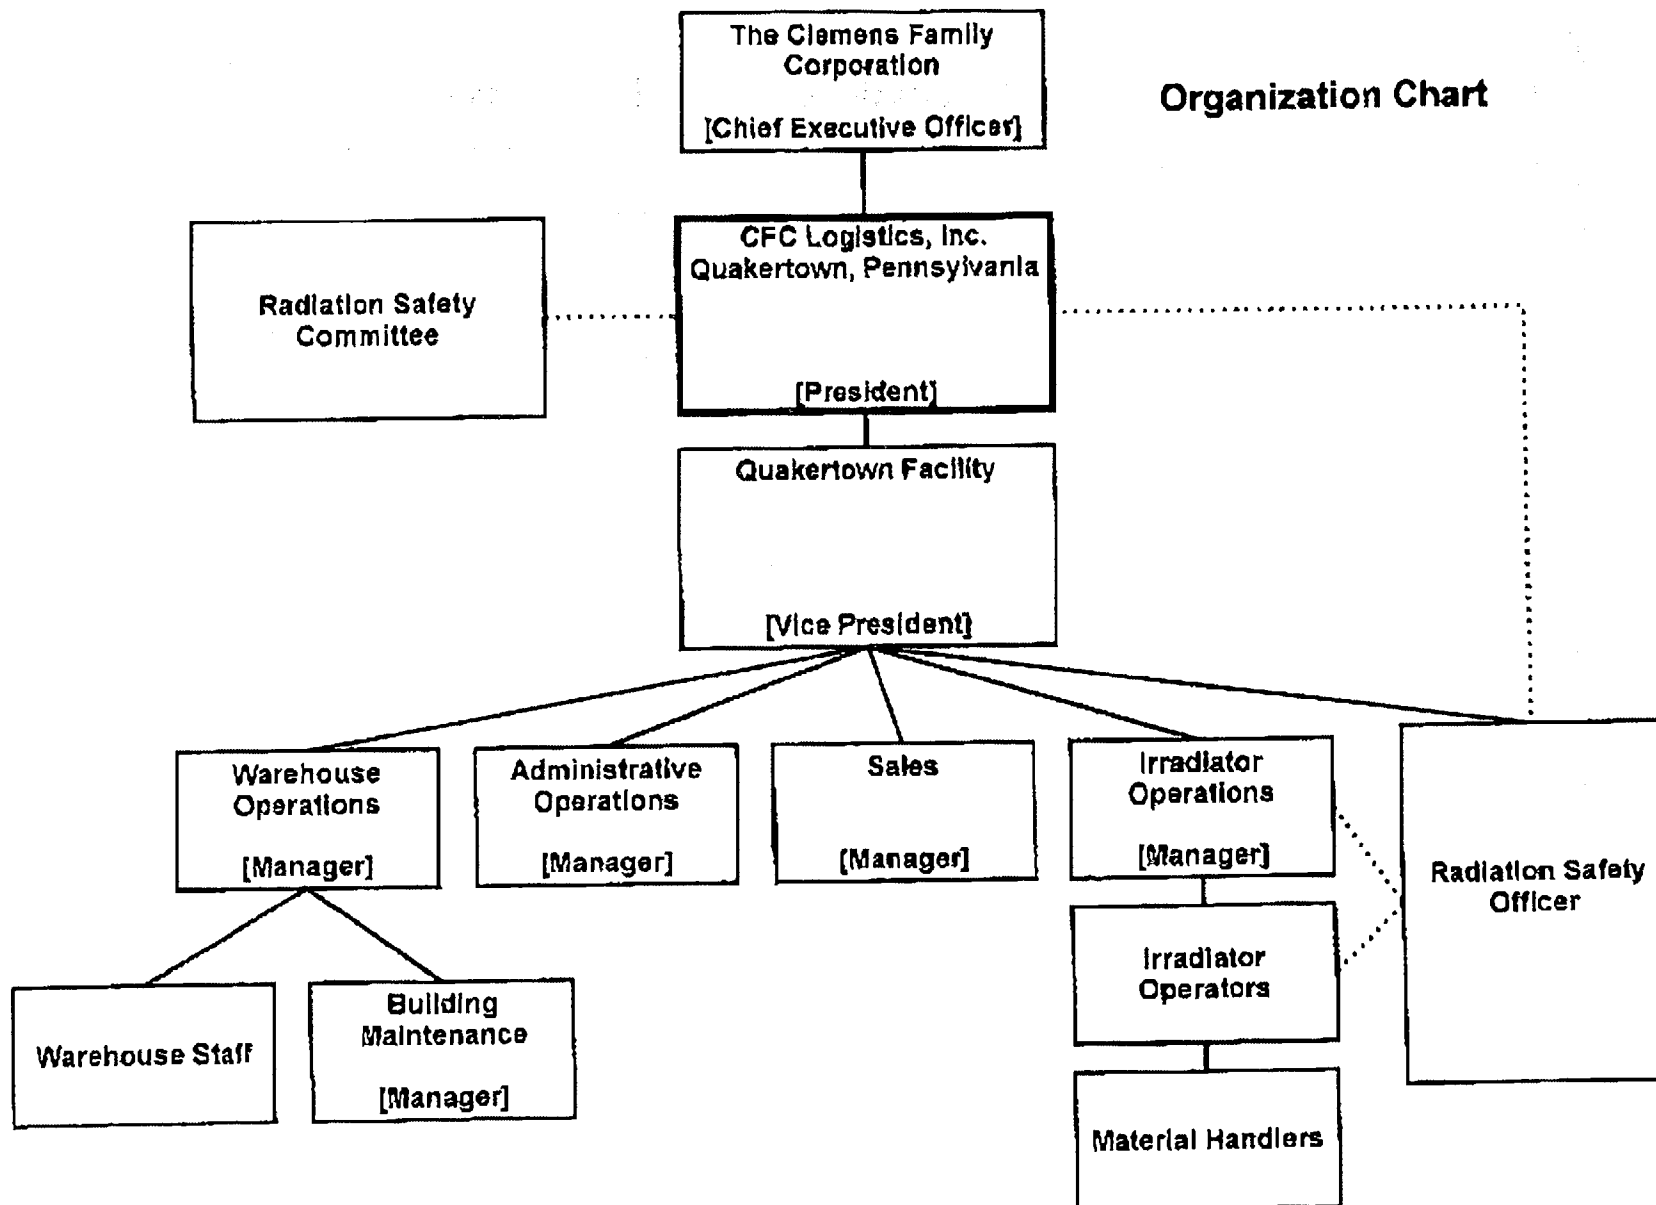 The Clemens Family
Corporation
[Chief Executive Officer]
Organization Chart
CFC Logistics, Inc.
Quakertown, Pennsylvania
[President]
Radiation Safety
Committee
Quakertown Facility
[Vice President]
Warehouse
Operations
[Manager]
Administrative
Operations
[Manager]
Sales
[Manager]
Irradiator
Operations
[Manager]
Radiation Safety
Officer
Irradiator
Operators
Warehouse Staff
Building
Maintenance
[Manager]
Material Handlers